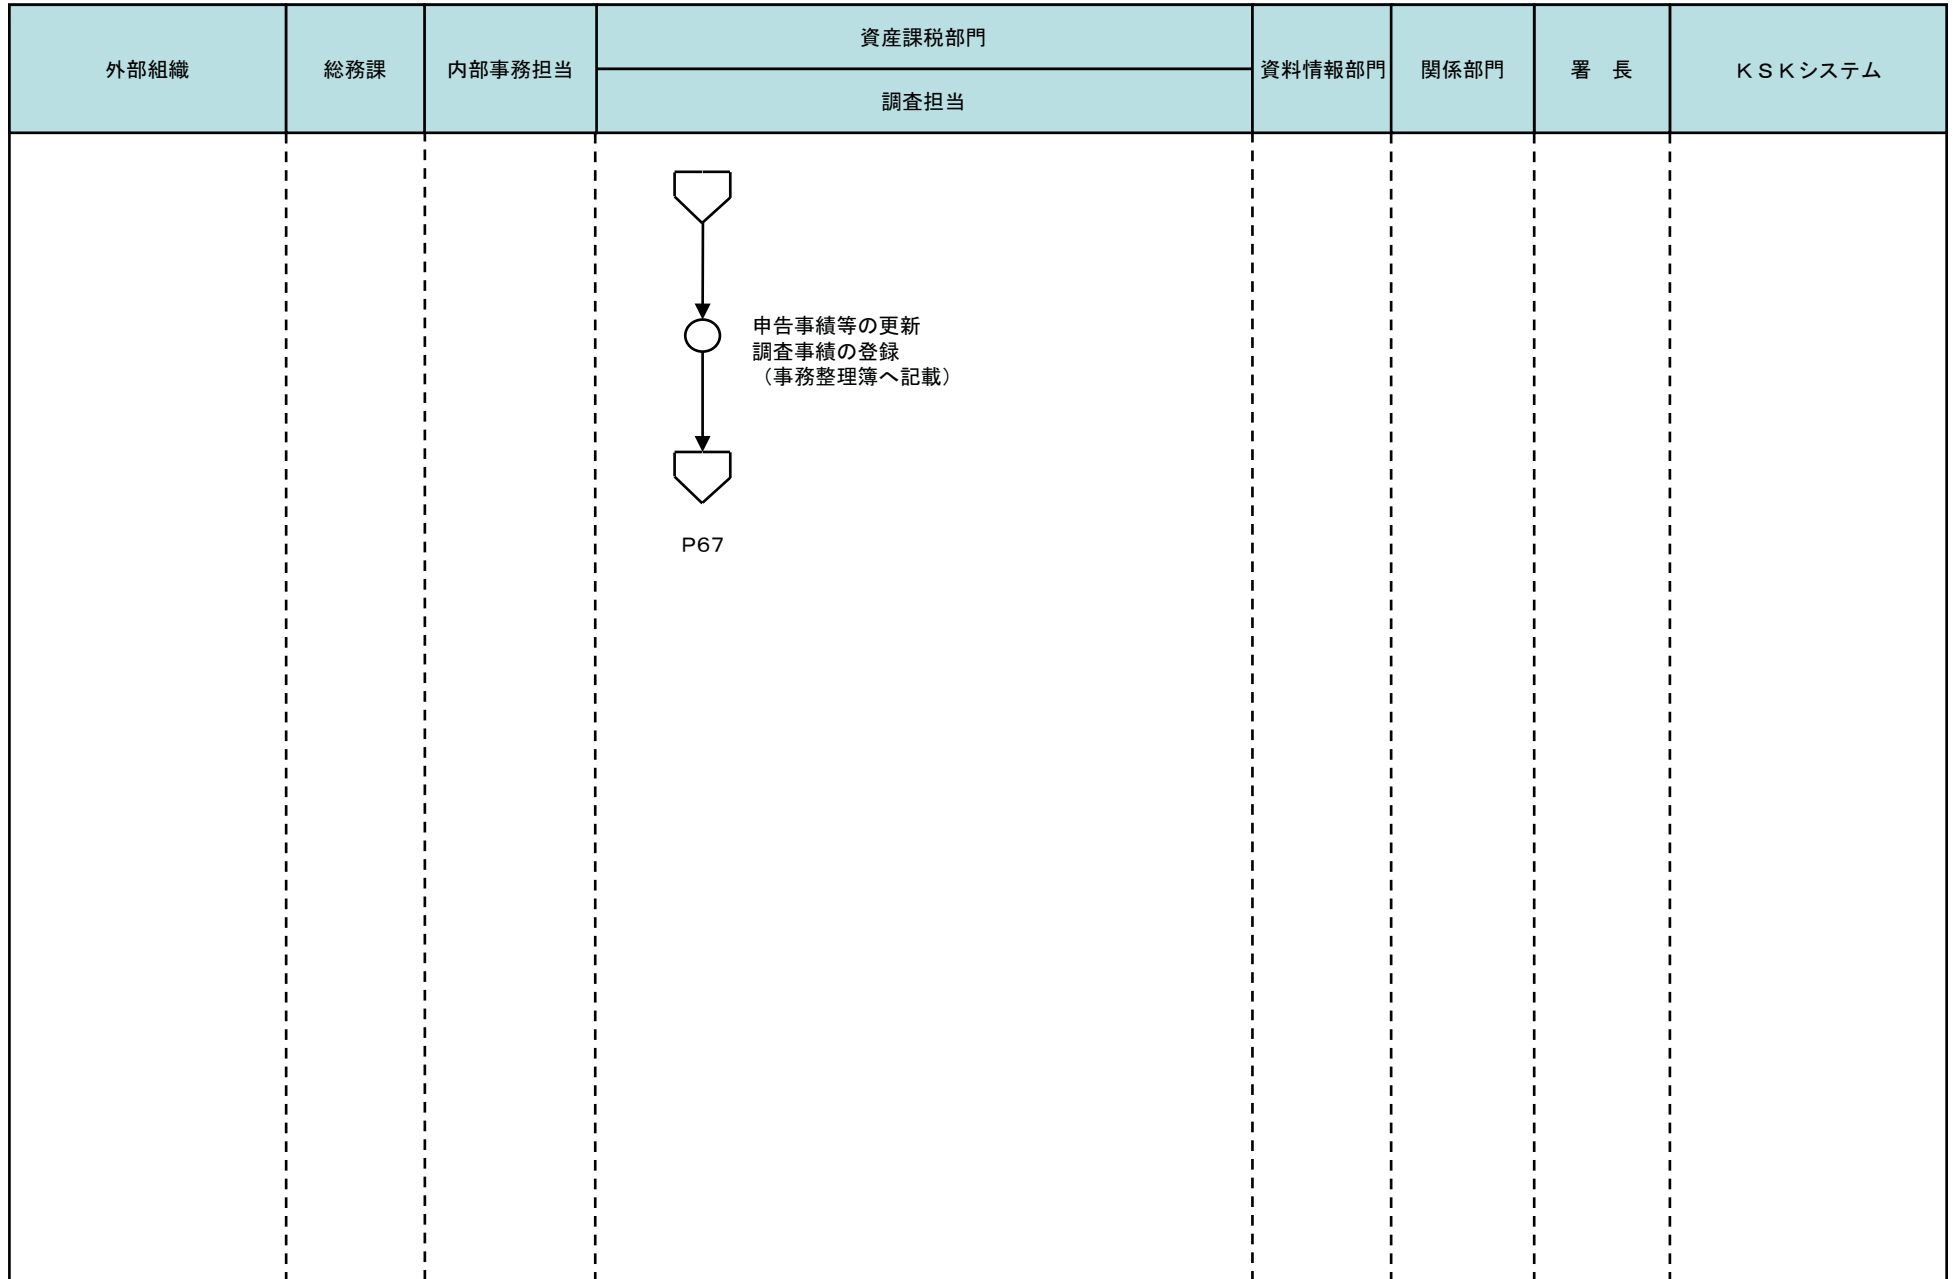 外部組織
総務課
内部事務担当
資産課税部門
調査担当
資料情報部門
関係部門
署　長
ＫＳＫシステム
申告事績等の更新
調査事績の登録
（事務整理簿へ記載）
P67